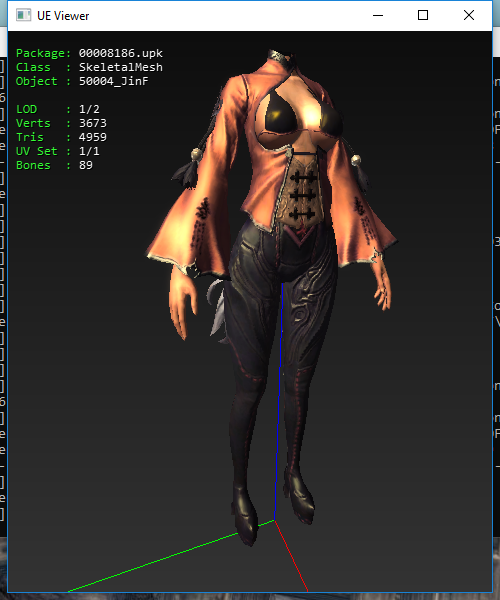 UE Viewer
Package: 00008186.upk
Class  : SkeletalMesh
Object : 50004_JinF
LOD    : 1/2
Verts  : 3673
Tris   : 4959
UV Set : 1/1
Bones  : 89